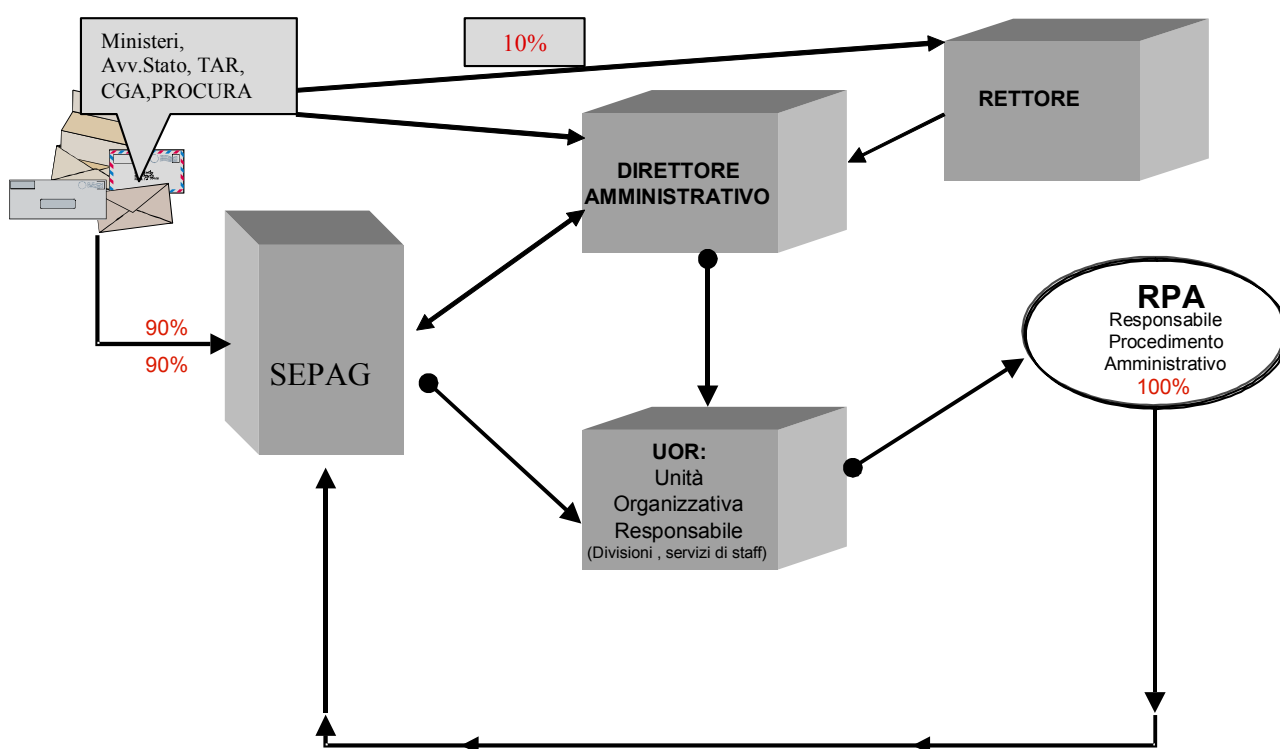 Ministeri,
Avv.Stato, TAR,
CGA,PROCURA
10%
RETTORE
DIRETTORE
AMMINISTRATIVO
90%
90%
SEPAG
RPA
Responsabile
Procedimento
Amministrativo
100%
UOR:
Unità
Organizzativa
Responsabile
(Divisioni , servizi di staff)